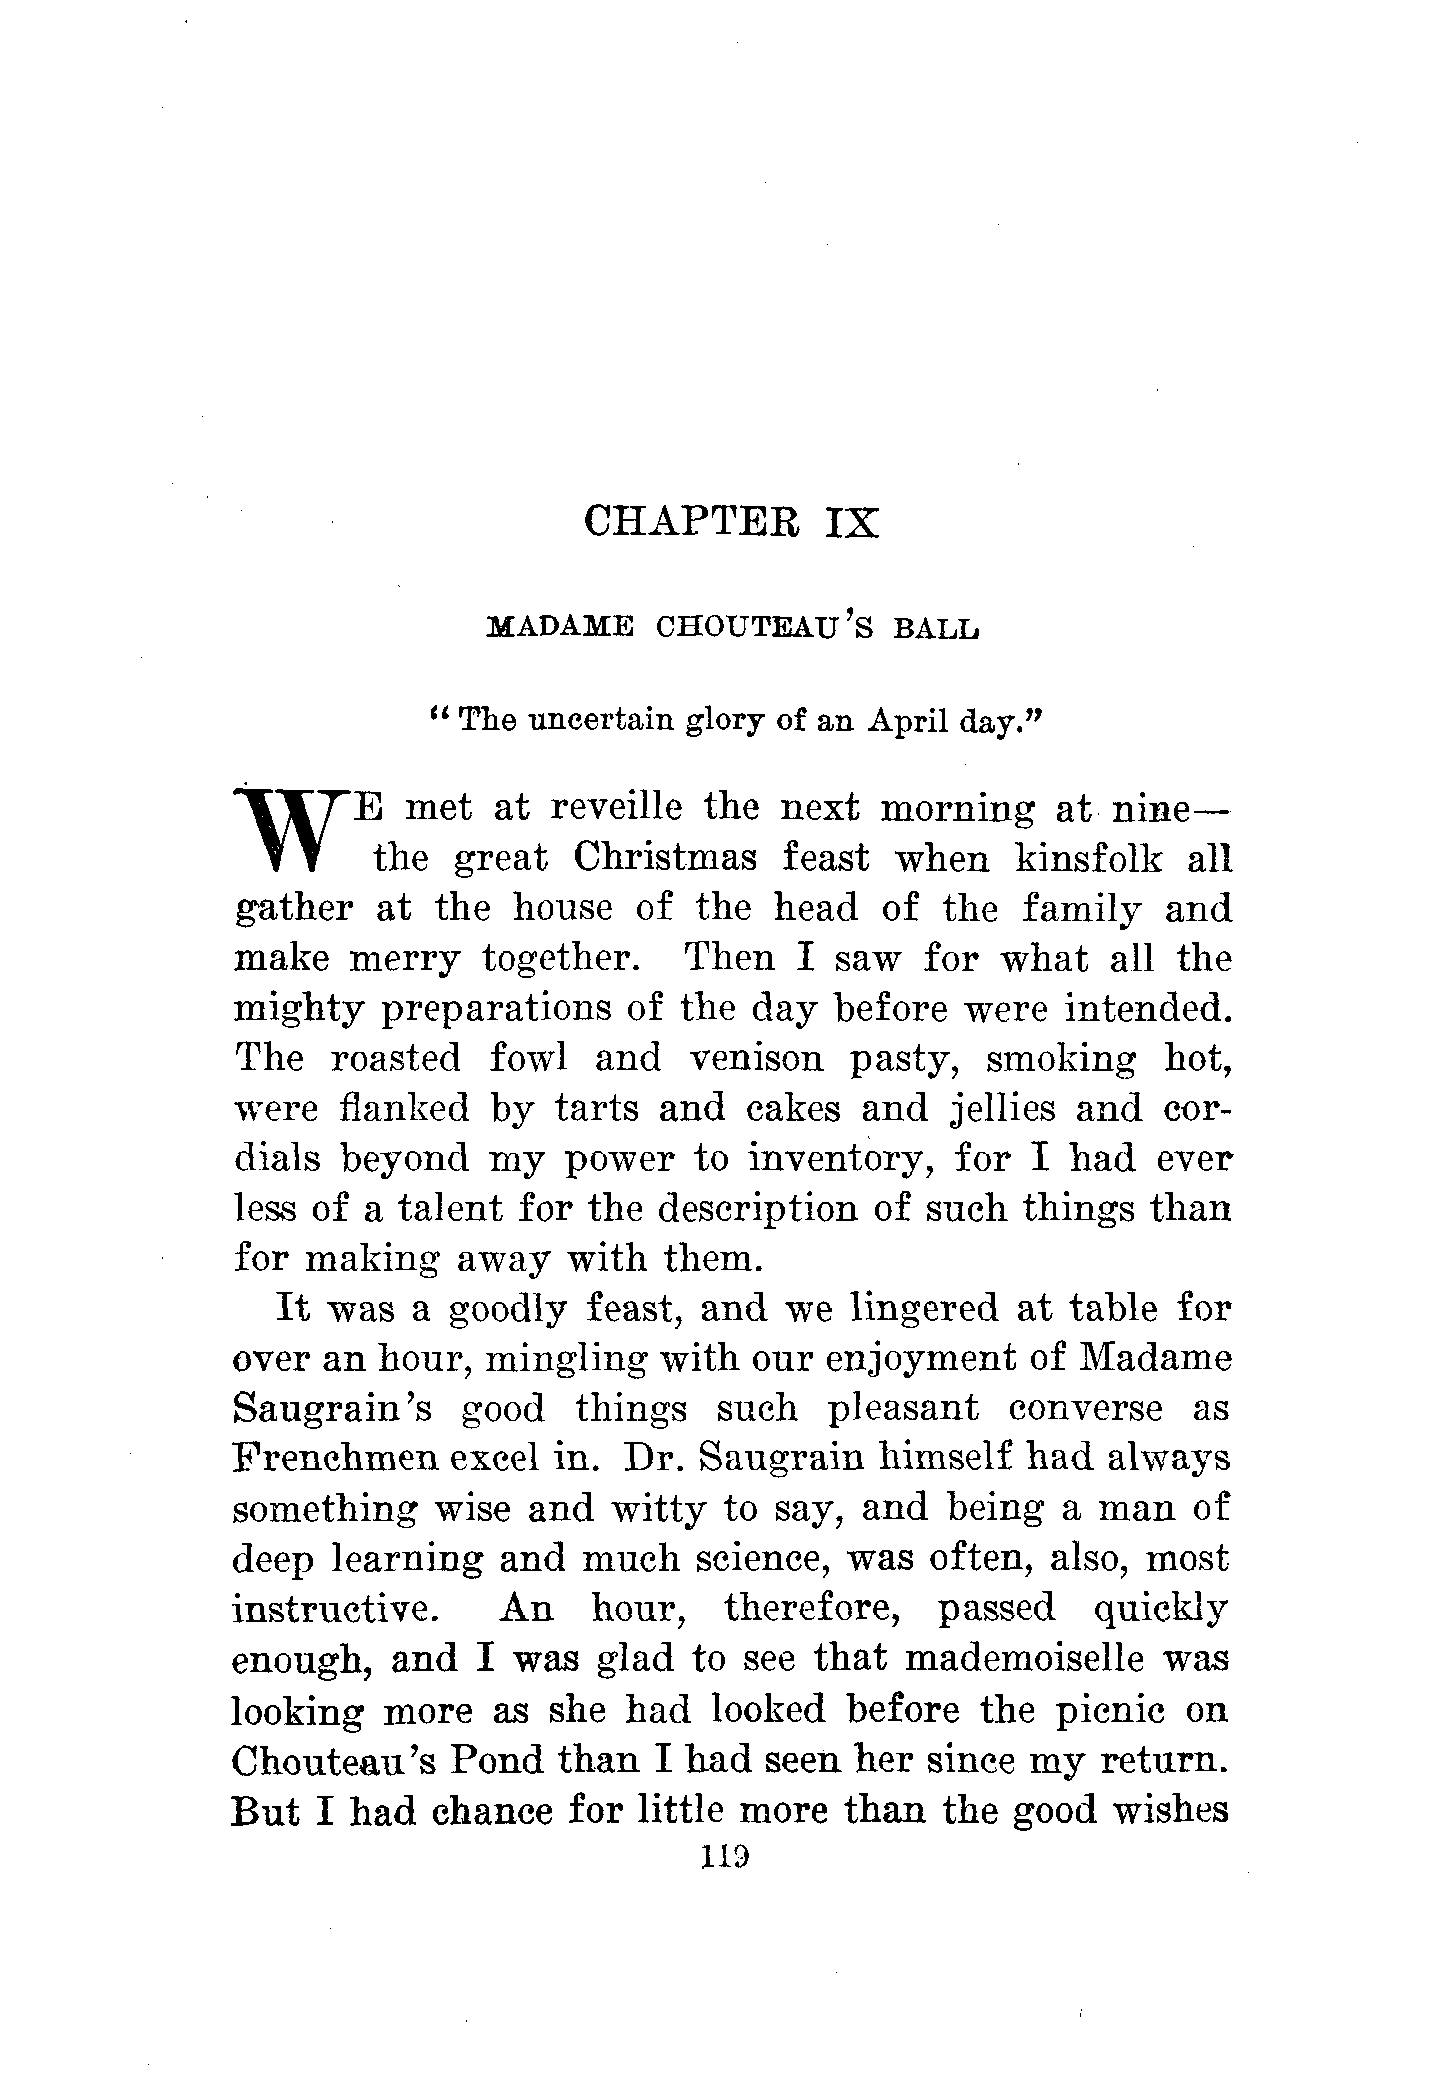 CHAPTER IX
MADAME CHOUTEAU'S BALL
"The uncertain glory of an April day."
WE met at reveille the next morning at nine—
the great Christmas feast when kinsfolk all
gather at the house of the head of the family and
make merry together. Then I saw for what all the
mighty preparations of the day before were intended.
The roasted fowl and venison pasty, smoking hot,
were flanked by tarts and cakes and jellies and cor-
dials beyond my power to inventory, for I had ever
less of a talent for the description of such things than
for making away with them.
It was a goodly feast, and we lingered at table for
over an hour, mingling with our enjoyment of Madame
Saugrain's good things such pleasant converse as
Frenchmen excel in. Dr. Saugrain himself had always
something wise and witty to say, and being a man of
deep learning and much science, was often, also, most
instructive. An hour, therefore, passed quickly
enough, and I was glad to see that mademoiselle was
looking more as she had looked before the picnic on
Chouteau's Pond than I had seen her since my return.
But I had chance for little more than the good wishes
119